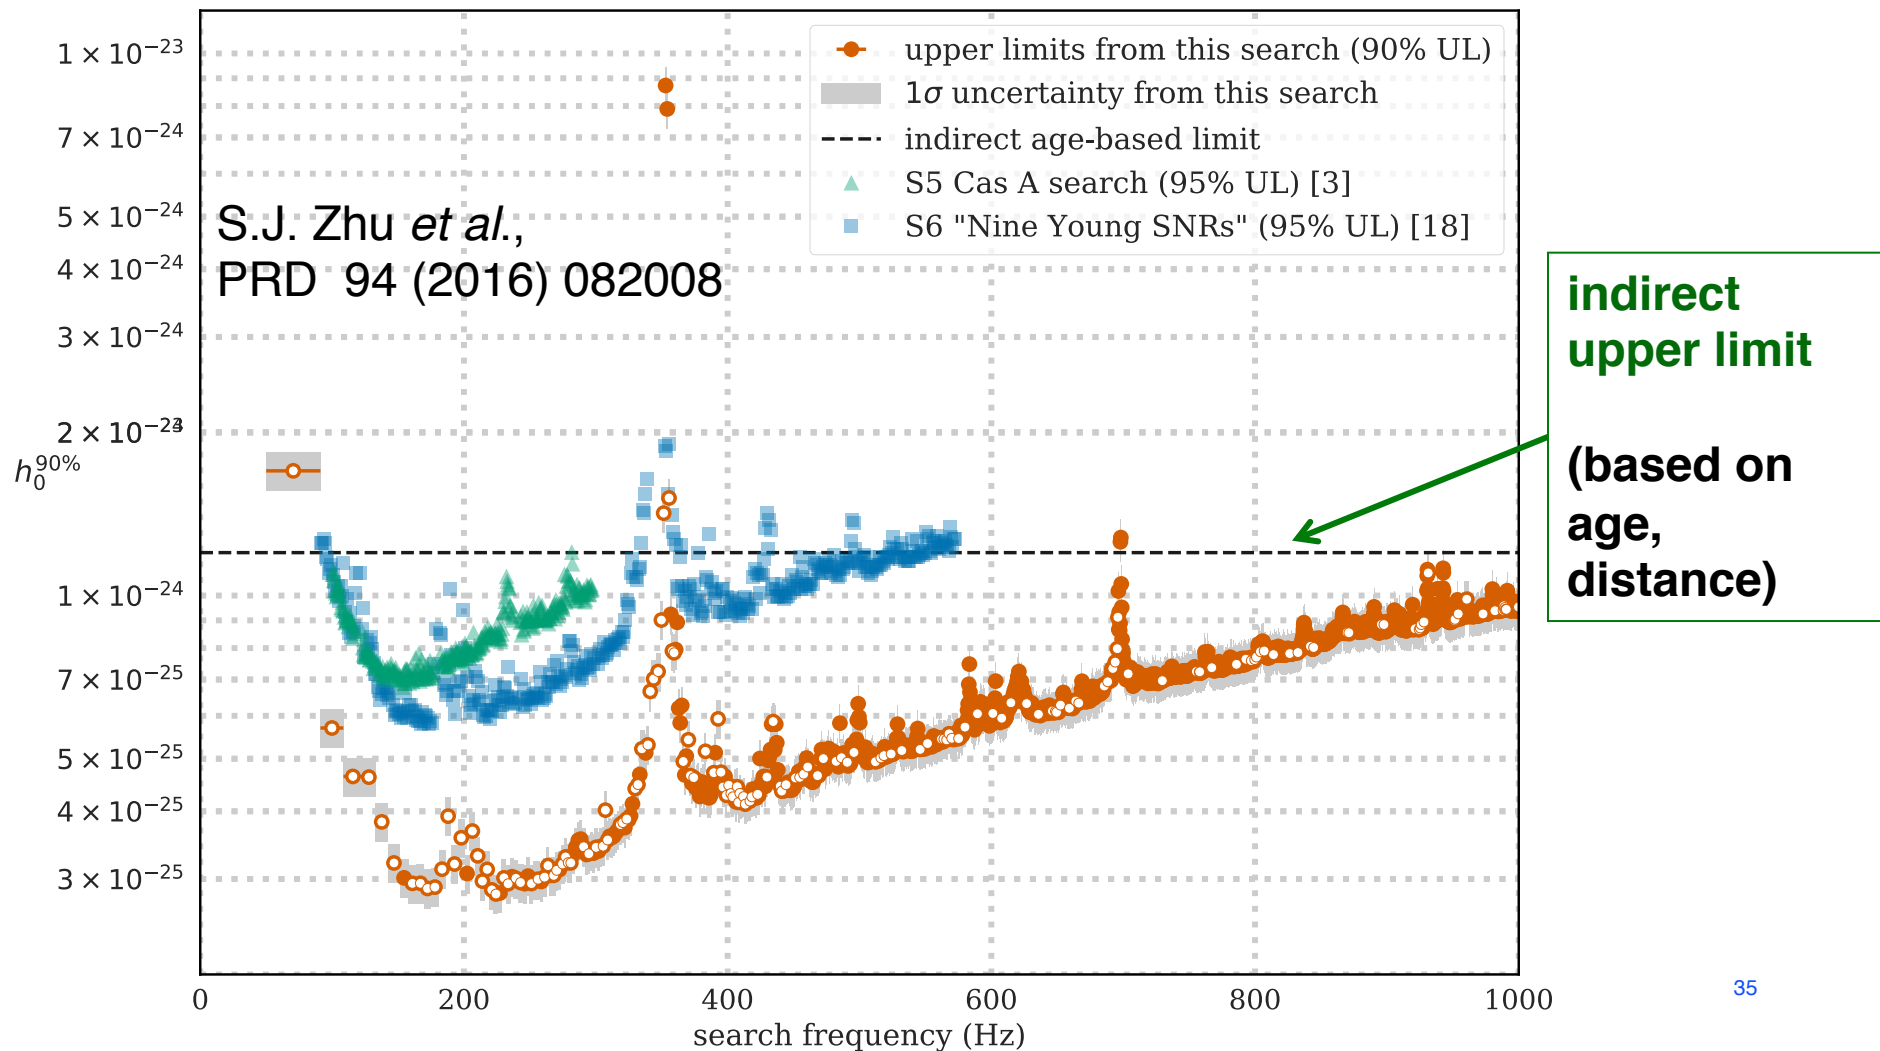 1 × 10−23
7 × 10−24
5 × 10−24
4 × 10−24
3 × 10−24
2 × 10
1 × 10−24
7 × 10−25
5 × 10−25
4 × 10−25
3 × 10−25
h0 90%
upper limits from this search (90% UL)
1σ uncertainty from this search
indirect age-based limit
S5 Cas A search (95% UL) [3]
S6 "Nine Young SNRs" (95% UL) [18]
S.J. Zhu et al.,
PRD 94 (2016) 082008
indirect
upper limit
(based on
age,
distance)
0 200 400 600 800 1000
search frequency (Hz)
35